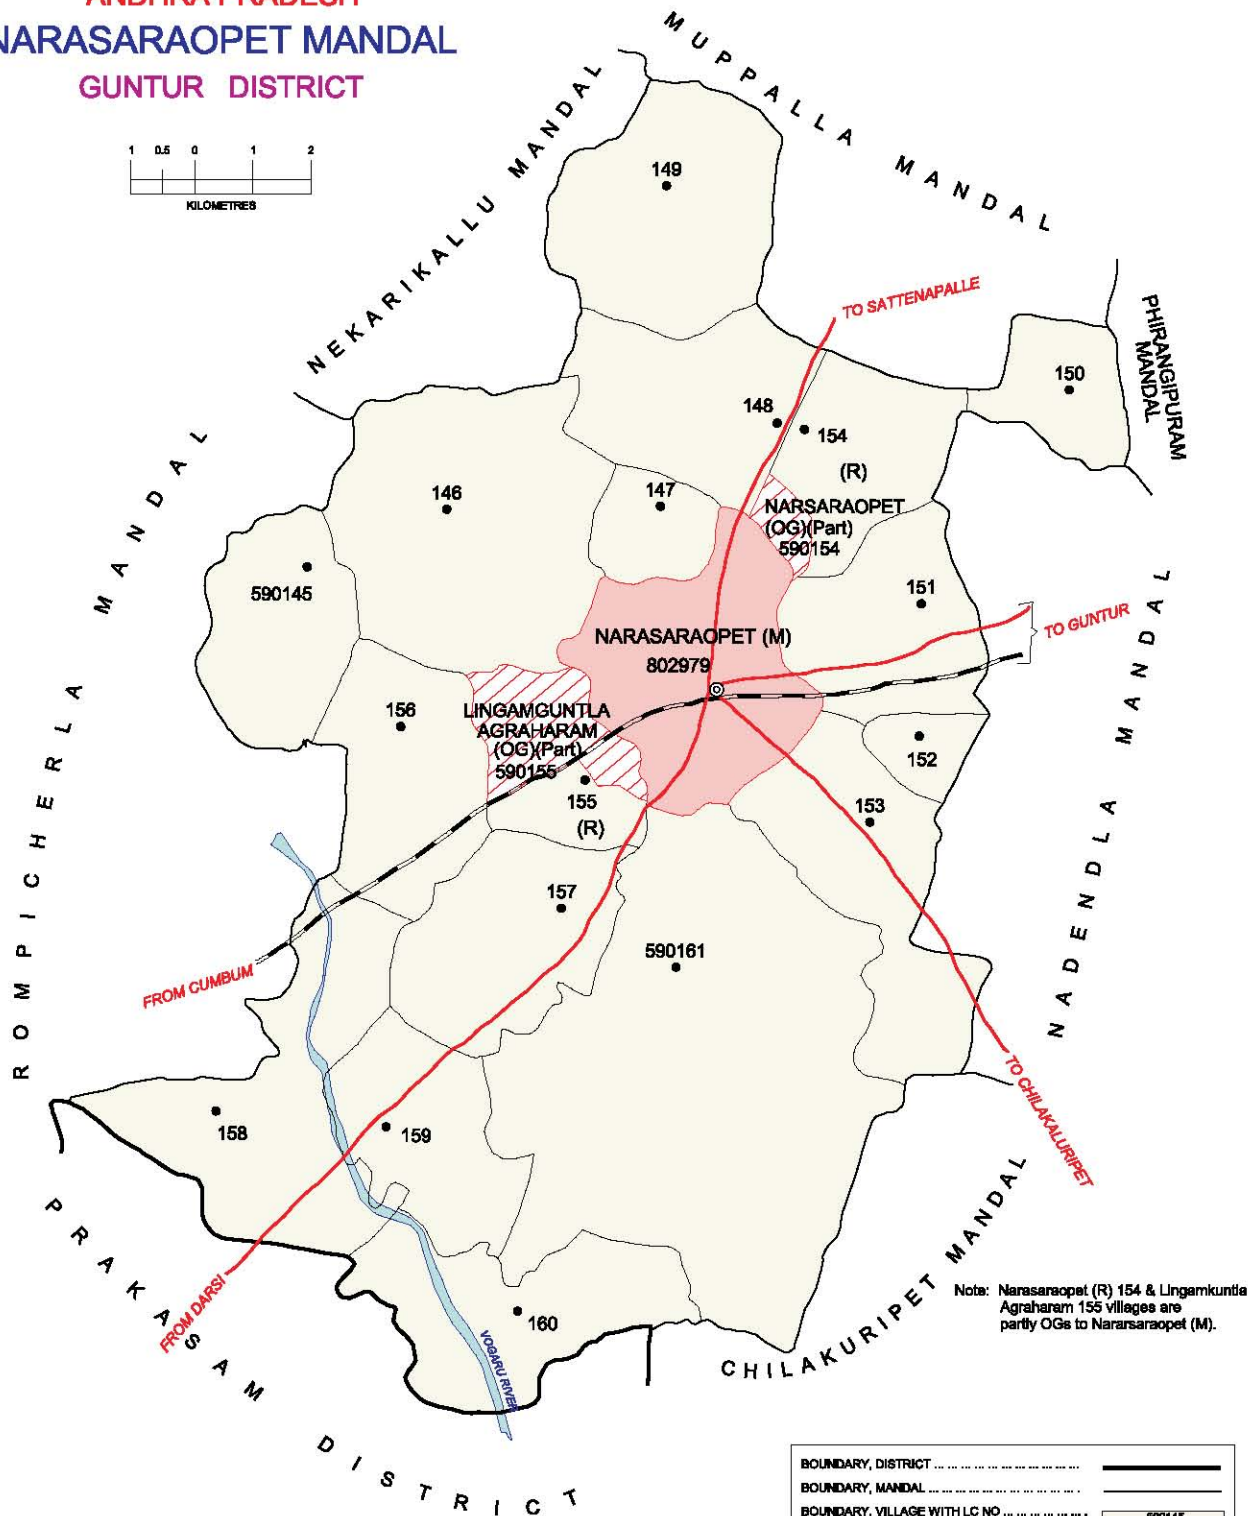 ANDHRA PRADESH
NARASARAOPET MANDAL
GUNTUR DISTRICT
1 0.5 0 1 2
KILOMETRES
MUPPALLA MANDAL
NEKARIKALLU MANDAL
149
TO SATTENAPALLE
PHIRANGIPURAM
MANDAL
150
148
154
(R)
146
147
NARSARAOPET
(OG)(Part)
590154
590145
151
NARASARAOPET (M)
802979
TO GUNTUR
ROMPICHERLA MANDAL
NADENDLA MANDAL
156
LINGAMGUNTLA
AGRAHARAM
(OG)(Part)
590155
152
155
(R)
153
157
590161
FROM CUMBUM
TO CHILAKALURIPET
158
159
PRAKASAM DISTRICT
FROM DARSI
CHILAKURIPET MANDAL
160
VOGARU RIVER
Note: Narasaraopet (R) 154 & Lingamkuntla
Agraharam 155 villages are
partly OGs to Nararsaraopet (M).
BOUNDARY, DISTRICT
BOUNDARY, MANDAL
BOUNDARY, VILLAGE WITH LC NO
590145